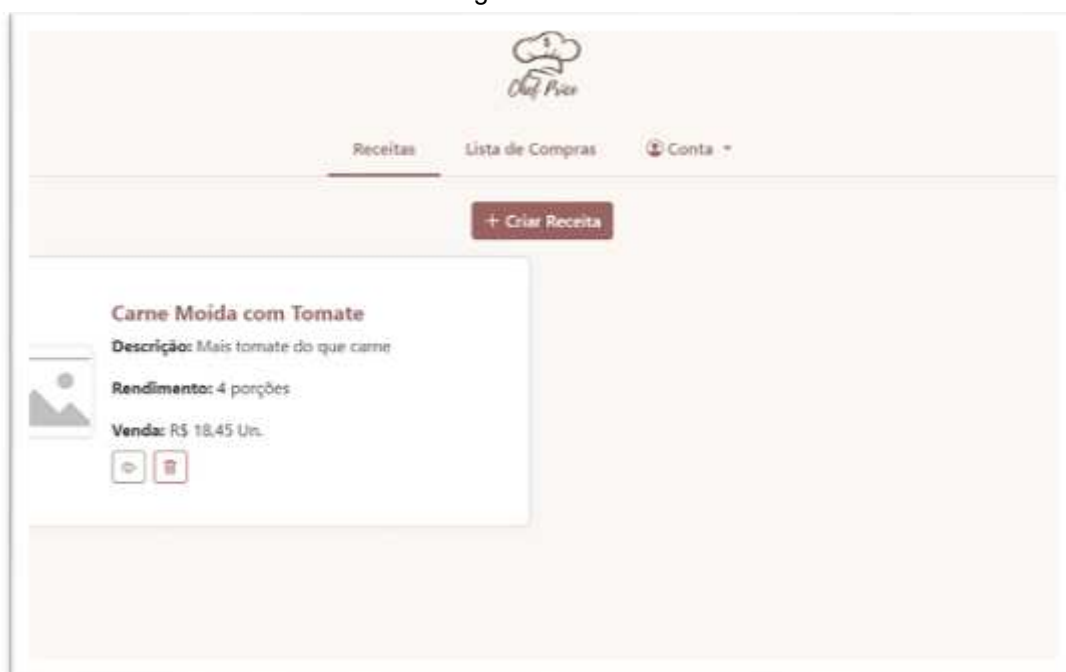 Chef Price
Receitas Lista de Compras Conta
+ Criar Receita
Carne Moída com Tomate
Descrição: Mais tomate do que carne
Rendimento: 4 porções
Venda: R$ 18,45 Un.